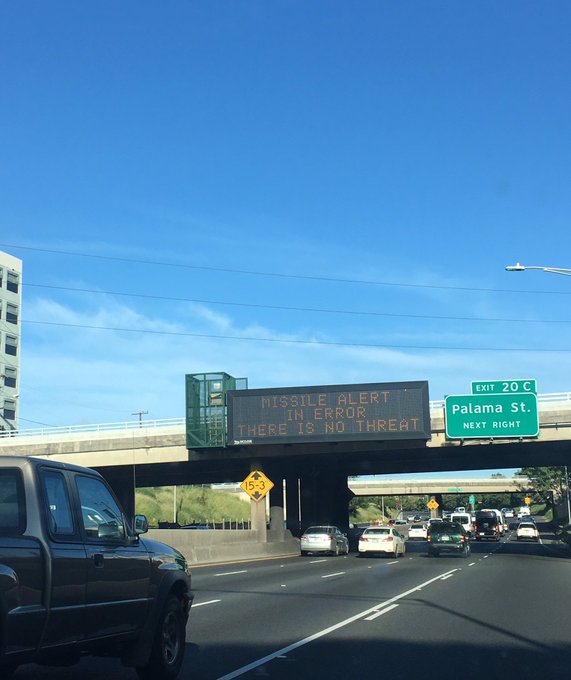 MISSILE ALERT
IN ERROR
THERE IS NO THREAT
EXIT 20 C
Palama St.
NEXT RIGHT
15-3